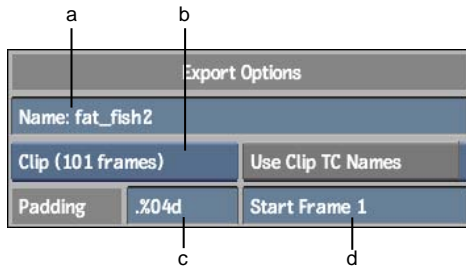 a b
Export Options
Name: fat_fish2
Clip (101 frames) Use Clip TC Names
Padding .%04d Start Frame 1
c d